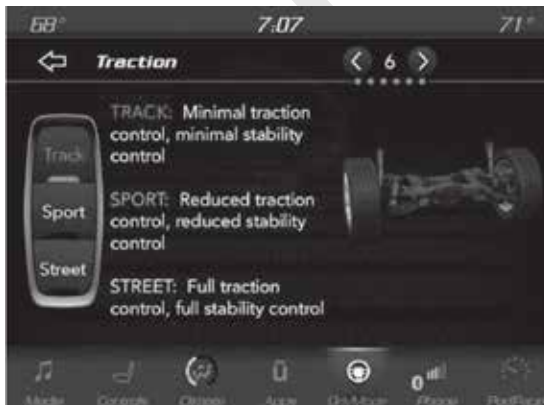 68° 7:07 71°
Traction 6
TRACK: Minimal traction
control, minimal stability
control
Track
SPORT: Reduced traction
control, reduced stability
control
Sport
Street
STREET: Full traction
control, full stability control
Media Controls Climate Apps Phone